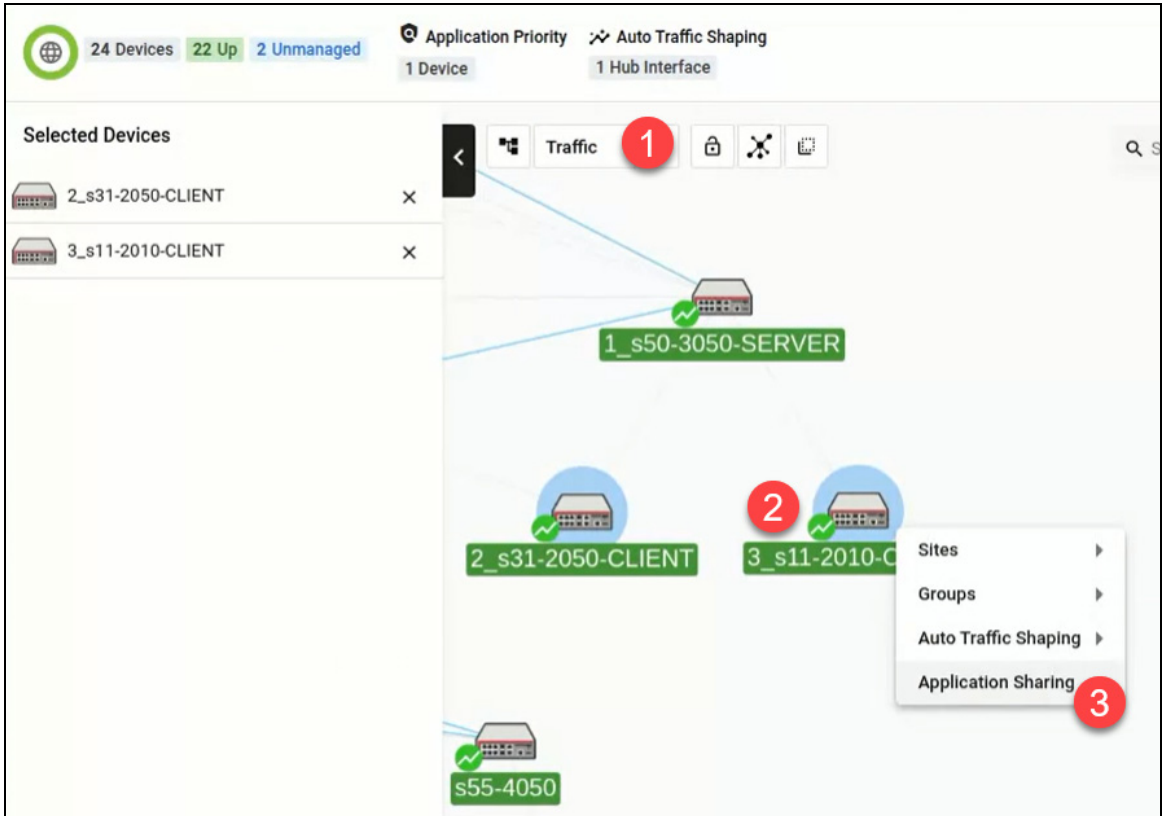 24 Devices 22 Up 2 Unmanaged
Application Priority
1 Device
Auto Traffic Shaping
1 Hub Interface
Selected Devices
2_s31-2050-CLIENT
3_s11-2010-CLIENT
Traffic
1
S
1_s50-3050-SERVER
2
2_s31-2050-CLIENT
3_s11-2010-C
Sites
Groups
Auto Traffic Shaping
Application Sharing
3
s55-4050